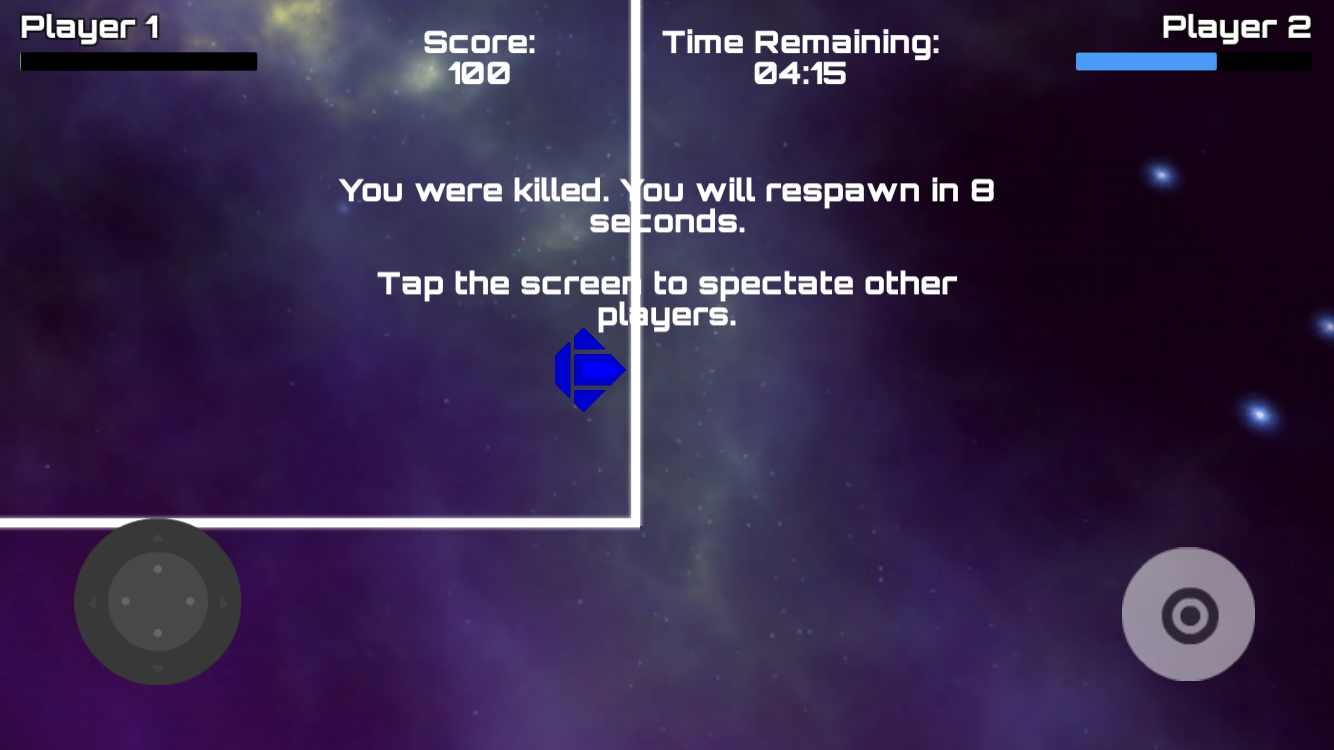 Player 1
Score:
100
Time Remaining:
04:15
Player 2
You were killed. You will respawn in 8
seconds.
Tap the screen to spectate other
players.